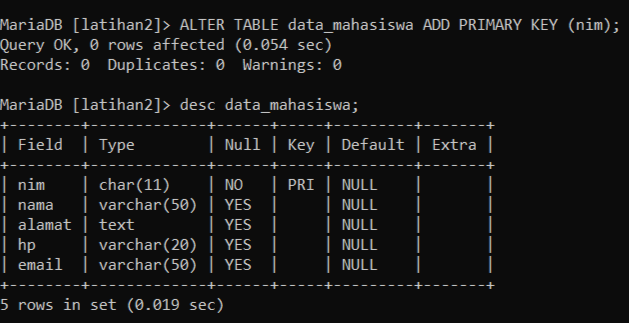 MariaDB [latihan2]> ALTER TABLE data_mahasiswa ADD PRIMARY KEY (nim);
Query OK, 0 rows affected (0.054 sec)
Records: 0  Duplicates: 0  Warnings: 0

MariaDB [latihan2]> desc data_mahasiswa;
+--------+-------------+------+-----+---------+-------+
| Field  | Type        | Null | Key | Default | Extra |
+--------+-------------+------+-----+---------+-------+
| nim    | char(11)    | NO   | PRI | NULL    |       |
| nama   | varchar(50) | YES  |     | NULL    |       |
| alamat | text        | YES  |     | NULL    |       |
| hp     | varchar(20) | YES  |     | NULL    |       |
| email  | varchar(50) | YES  |     | NULL    |       |
+--------+-------------+------+-----+---------+-------+
5 rows in set (0.019 sec)